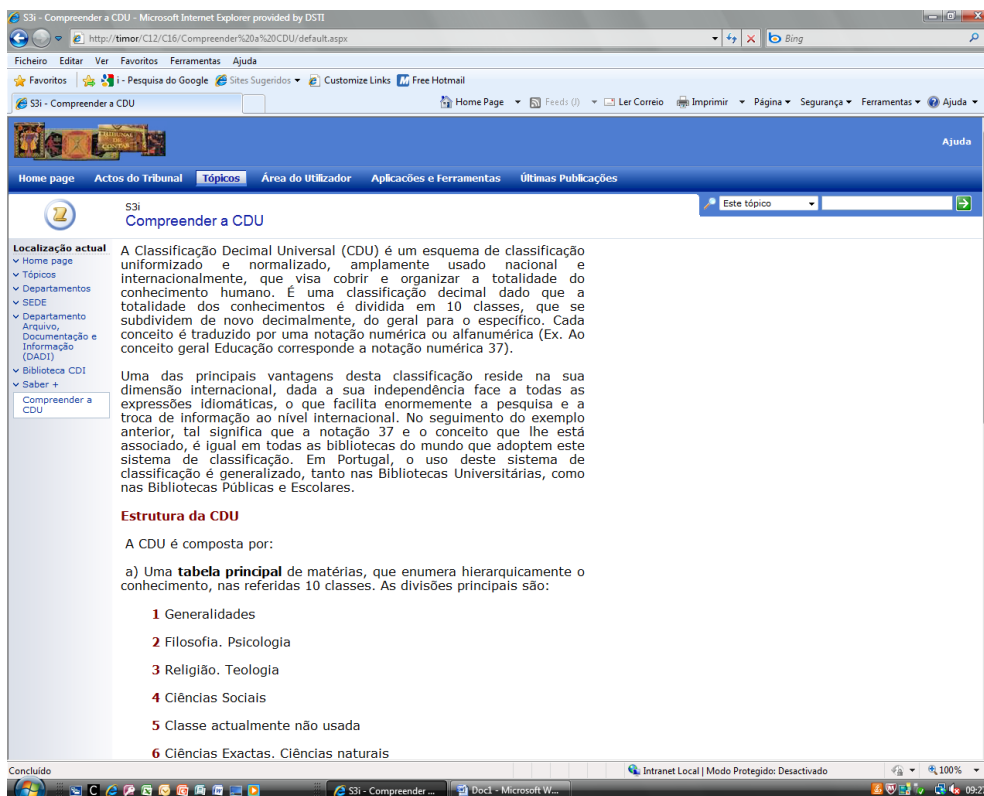 S3i - Compreender a CDU - Microsoft Internet Explorer provided by DSTI
http://timor/C12/C16/Compreender%20a%20CDU/default.aspx
Bing
Ficheiro Editar Ver Favoritos Ferramentas Ajuda
Favoritos i - Pesquisa do Google Sites Sugeridos Customize Links Free Hotmail
S3i - Compreender a CDU Home Page Feeds (J) Ler Correio Imprimir Página Segurança Ferramentas Ajuda
TRIBUNAL
DE
CONTAS
Ajuda
Home page Actos do Tribunal Tópicos Área do Utilizador Aplicacões e Ferramentas Últimas Publicações
Este tópico
S3i
Compreender a CDU
Localização actual
Home page
Tópicos
Departamentos
SEDE
Departamento
Arquivo,
Documentação e
Informação
(DADI)
Biblioteca CDI
Saber +
Compreender a
CDU
A Classificação Decimal Universal (CDU) é um esquema de classificação
uniformizado e normalizado, amplamente usado nacional e
internacionalmente, que visa cobrir e organizar a totalidade do
conhecimento humano. É uma classificação decimal dado que a
totalidade dos conhecimentos é dividida em 10 classes, que se
subdividem de novo decimalmente, do geral para o específico. Cada
conceito é traduzido por uma notação numérica ou alfanumérica (Ex. Ao
conceito geral Educação corresponde a notação numérica 37).
Uma das principais vantagens desta classificação reside na sua
dimensão internacional, dada a sua independência face a todas as
expressões idiomáticas, o que facilita enormemente a pesquisa e a
troca de informação ao nível internacional. No seguimento do exemplo
anterior, tal significa que a notação 37 e o conceito que lhe está
associado, é igual em todas as bibliotecas do mundo que adoptem este
sistema de classificação. Em Portugal, o uso deste sistema de
classificação é generalizado, tanto nas Bibliotecas Universitárias, como
nas Bibliotecas Públicas e Escolares.
Estrutura da CDU
A CDU é composta por:
a) Uma tabela principal de matérias, que enumera hierarquicamente o
conhecimento, nas referidas 10 classes. As divisões principais são:
1 Generalidades
2 Filosofia. Psicologia
3 Religião. Teologia
4 Ciências Sociais
5 Classe actualmente não usada
6 Ciências Exactas. Ciências naturais
Concluído Intranet Local | Modo Protegido: Desactivado 100%
S3i - Compreender ... Doc1 - Microsoft W...